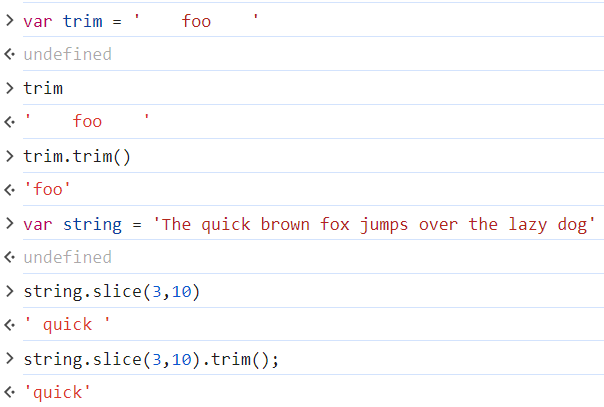 > var trim = '    foo    '
<· undefined
> trim
<· '    foo    '
> trim.trim()
<· 'foo'
> var string = 'The quick brown fox jumps over the lazy dog'
<· undefined
> string.slice(3,10)
<· ' quick '
> string.slice(3,10).trim();
<· 'quick'